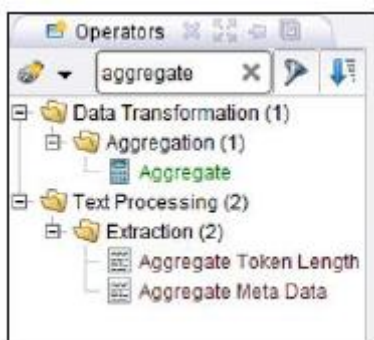 Operators
aggregate
Data Transformation (1)
Aggregation (1)
Aggregate
Text Processing (2)
Extraction (2)
Aggregate Token Length
Aggregate Meta Data